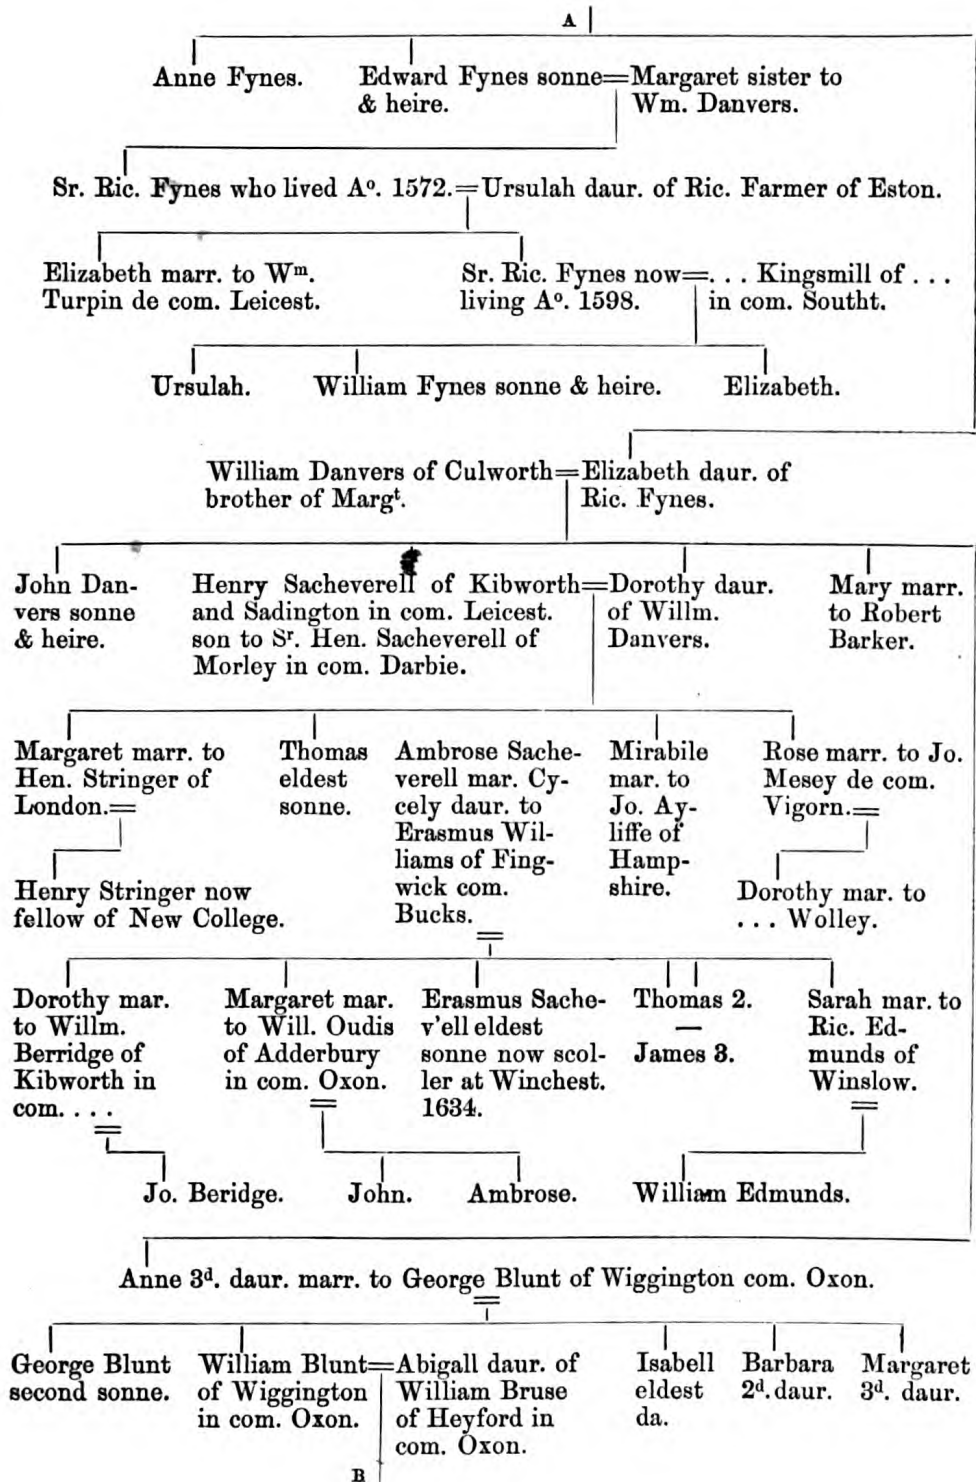 A
Anne Fynes.
Edward Fynes sonne=Margaret sister to
& heire.
Wm. Danvers.
Sr. Ric. Fynes who lived Aº. 1572.=Ursulah daur. of Ric. Farmer of Eston.
Elizabeth marr. to Wᵐ.
Turpin de com. Leicest.
Sr. Ric. Fynes now=. . . Kingsmill of . . .
living Aº. 1598.
in com. Southt.
Ursulah.
William Fynes sonne & heire.
Elizabeth.
William Danvers of Culworth=Elizabeth daur. of
brother of Margᵗ.
Ric. Fynes.
John Dan-
vers sonne
& heire.
Henry Sacheverell of Kibworth=Dorothy daur.
and Sadington in com. Leicest.
son to Sʳ. Hen. Sacheverell of
Morley in com. Darbie.
of Willm.
Danvers.
Mary marr.
to Robert
Barker.
Margaret marr. to
Hen. Stringer of
London.=
Henry Stringer now
fellow of New College.
Thomas
eldest
sonne.
Ambrose Sache-
verell mar. Cy-
cely daur. to
Erasmus Wil-
liams of Fing-
wick com.
Bucks.
=
Mirabile
mar. to
Jo. Ay-
liffe of
Hamp-
shire.
Rose marr. to Jo.
Mesey de com.
Vigorn.=
Dorothy mar. to
. . . Wolley.
Dorothy mar.
to Willm.
Berridge of
Kibworth in
com. . . .
=
Margaret mar.
to Will. Oudis
of Adderbury
in com. Oxon.
=
Erasmus Sache-
v'ell eldest
sonne now scol-
ler at Winchest.
1634.
Thomas 2.
—
James 3.
Sarah mar. to
Ric. Ed-
munds of
Winslow.
=
Jo. Beridge.
John.
Ambrose.
William Edmunds.
Anne 3ᵈ. daur. marr. to George Blunt of Wiggington com. Oxon.
=
George Blunt
second sonne.
William Blunt=Abigall daur. of
of Wiggington
in com. Oxon.
William Bruse
of Heyford in
com. Oxon.
Isabell
eldest
da.
Barbara
2ᵈ. daur.
Margaret
3ᵈ. daur.
B